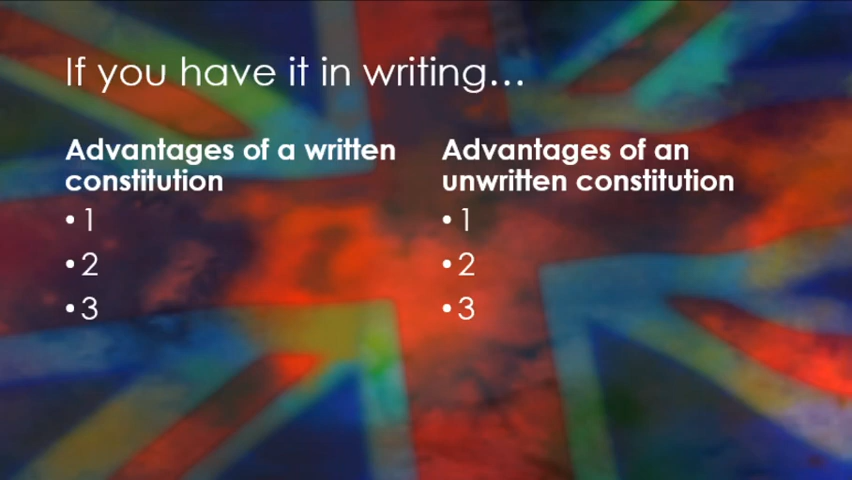 If you have it in writing…
Advantages of a written
constitution
• 1
• 2
• 3
Advantages of an
unwritten constitution
• 1
• 2
• 3